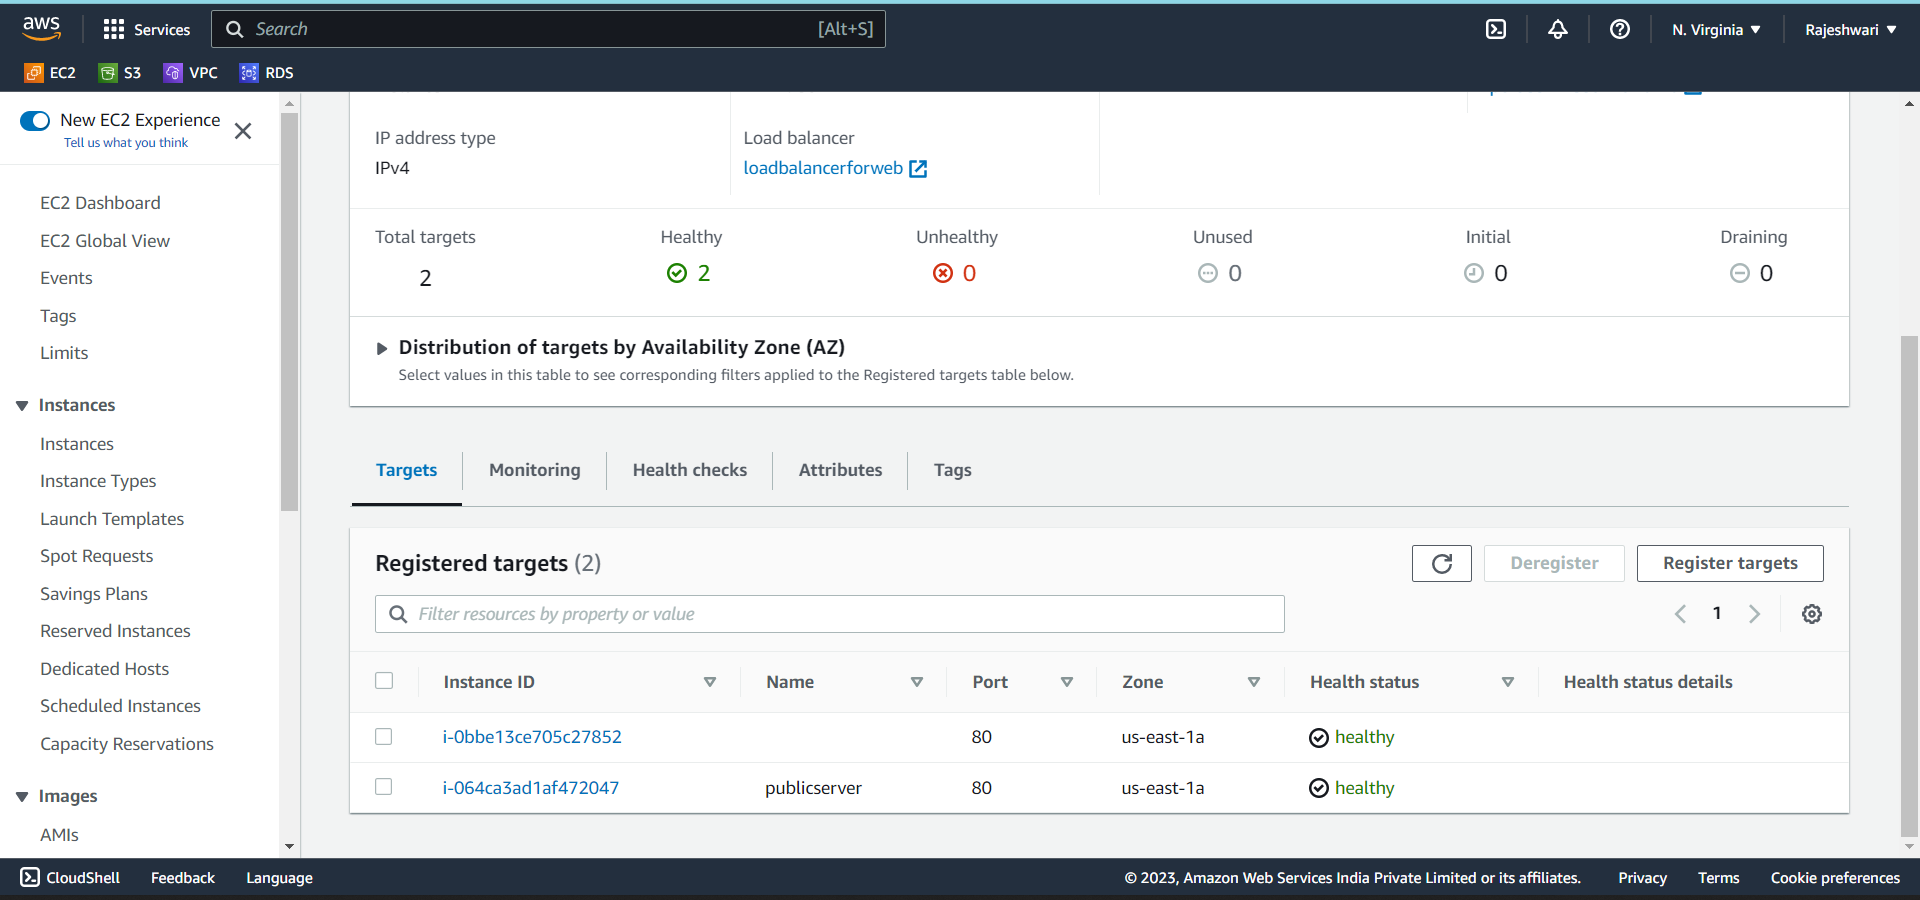 aws Services Search [Alt+S] N. Virginia Rajeshwari
EC2 S3 VPC RDS
New EC2 Experience
Tell us what you think
EC2 Dashboard
EC2 Global View
Events
Tags
Limits
Instances
Instances
Instance Types
Launch Templates
Spot Requests
Savings Plans
Reserved Instances
Dedicated Hosts
Scheduled Instances
Capacity Reservations
Images
AMIs
IP address type Load balancer
IPv4 loadbalancerforweb
Total targets Healthy Unhealthy Unused Initial Draining
2 2 0 0 0 0
Distribution of targets by Availability Zone (AZ)
Select values in this table to see corresponding filters applied to the Registered targets table below.
Targets Monitoring Health checks Attributes Tags
Registered targets (2) Deregister Register targets
Filter resources by property or value 1
Instance ID Name Port Zone Health status Health status details
i-0bbe13ce705c27852 80 us-east-1a healthy
i-064ca3ad1af472047 publicserver 80 us-east-1a healthy
CloudShell Feedback Language © 2023, Amazon Web Services India Private Limited or its affiliates. Privacy Terms Cookie preferences